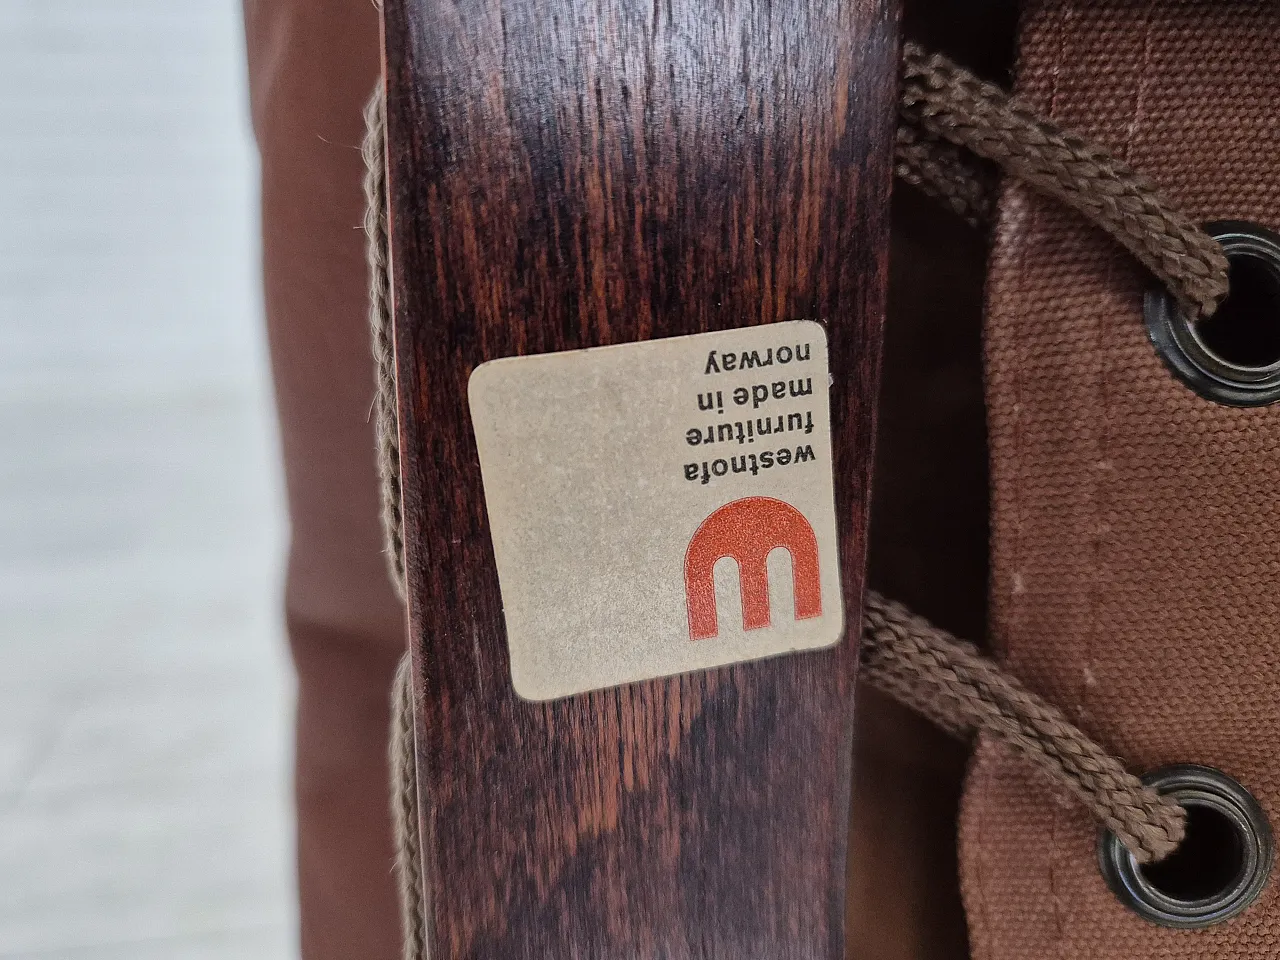 westnofa
furniture
made in
norway